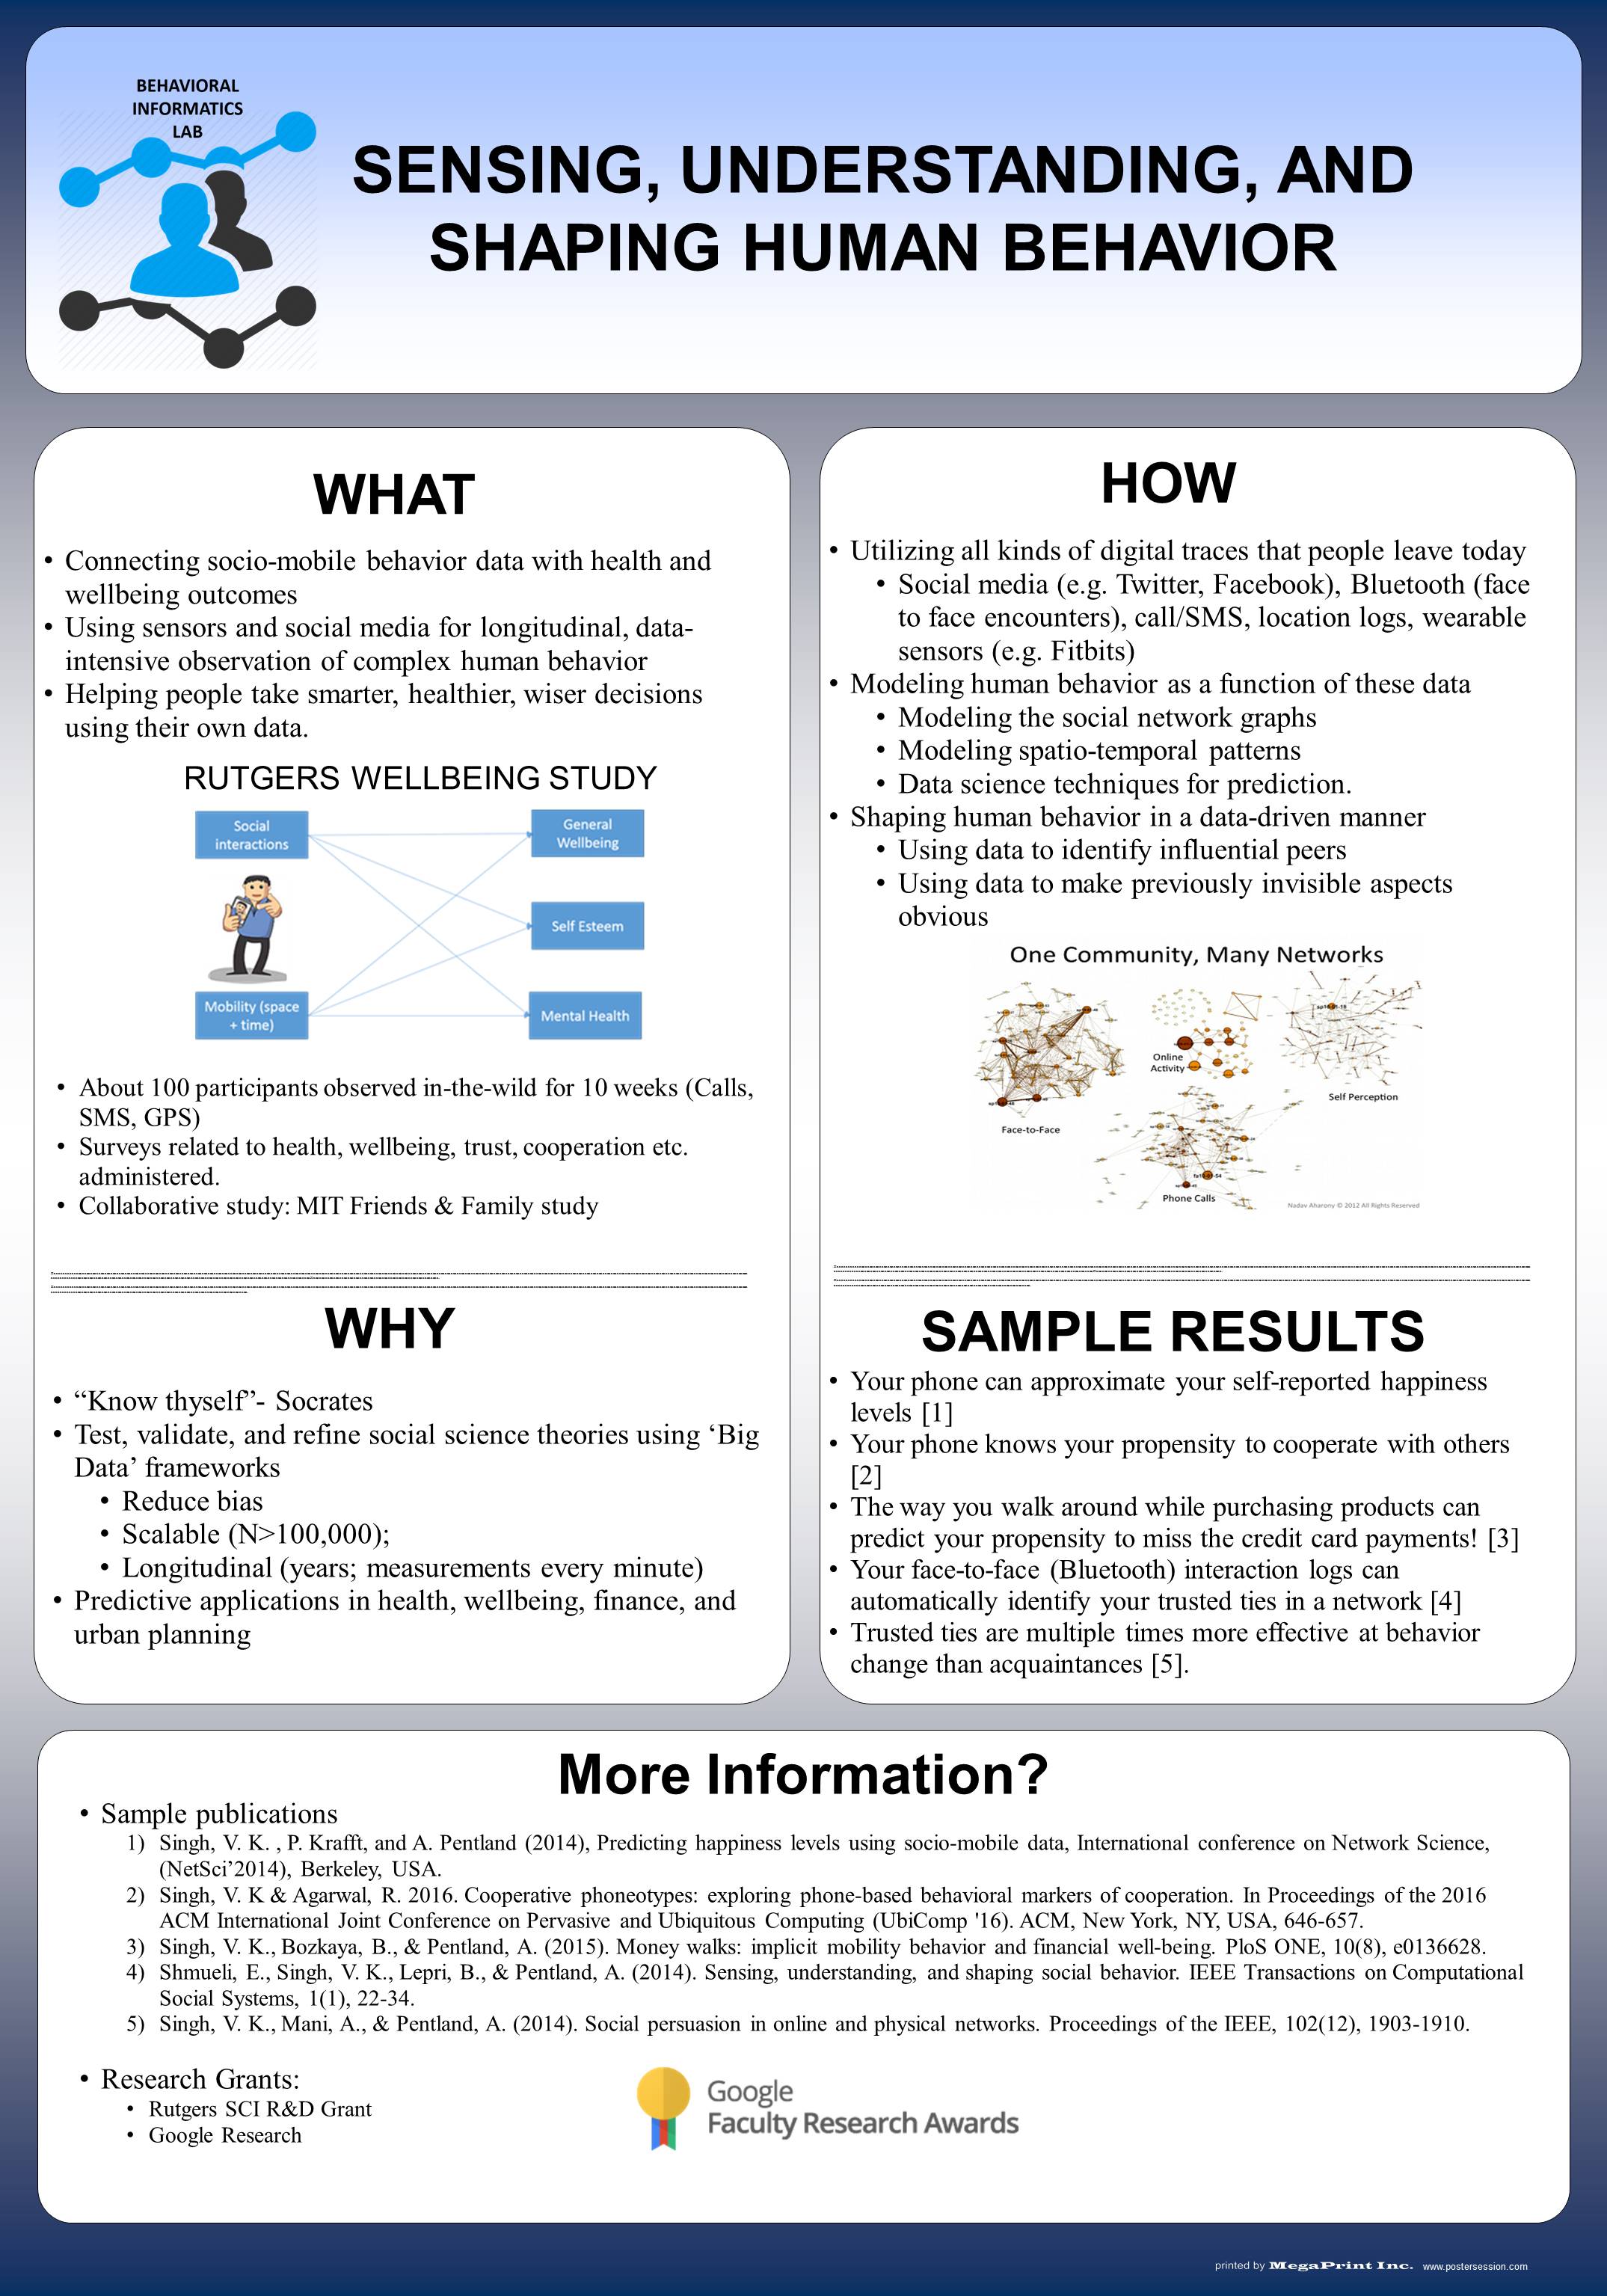 BEHAVIORAL
INFORMATICS
LAB
SENSING, UNDERSTANDING, AND
SHAPING HUMAN BEHAVIOR
WHAT
• Connecting socio-mobile behavior data with health and
wellbeing outcomes
• Using sensors and social media for longitudinal, data-
intensive observation of complex human behavior
• Helping people take smarter, healthier, wiser decisions
using their own data.
RUTGERS WELLBEING STUDY
Social
interactions
General
Wellbeing
Self Esteem
Mobility (space
+ time)
Mental Health
• About 100 participants observed in-the-wild for 10 weeks (Calls,
SMS, GPS)
• Surveys related to health, wellbeing, trust, cooperation etc.
administered.
• Collaborative study: MIT Friends & Family study
WHY
• “Know thyself”- Socrates
• Test, validate, and refine social science theories using ‘Big
Data’ frameworks
• Reduce bias
• Scalable (N>100,000);
• Longitudinal (years; measurements every minute)
• Predictive applications in health, wellbeing, finance, and
urban planning
HOW
• Utilizing all kinds of digital traces that people leave today
• Social media (e.g. Twitter, Facebook), Bluetooth (face
to face encounters), call/SMS, location logs, wearable
sensors (e.g. Fitbits)
• Modeling human behavior as a function of these data
• Modeling the social network graphs
• Modeling spatio-temporal patterns
• Data science techniques for prediction.
• Shaping human behavior in a data-driven manner
• Using data to identify influential peers
• Using data to make previously invisible aspects
obvious
One Community, Many Networks
Online
Activity
Self Perception
Face-to-Face
Phone Calls
Nadav Aharony © 2012 All Rights Reserved
SAMPLE RESULTS
• Your phone can approximate your self-reported happiness
levels [1]
• Your phone knows your propensity to cooperate with others
[2]
• The way you walk around while purchasing products can
predict your propensity to miss the credit card payments! [3]
• Your face-to-face (Bluetooth) interaction logs can
automatically identify your trusted ties in a network [4]
• Trusted ties are multiple times more effective at behavior
change than acquaintances [5].
More Information?
• Sample publications
1) Singh, V. K. , P. Krafft, and A. Pentland (2014), Predicting happiness levels using socio-mobile data, International conference on Network Science,
(NetSci’2014), Berkeley, USA.
2) Singh, V. K & Agarwal, R. 2016. Cooperative phoneotypes: exploring phone-based behavioral markers of cooperation. In Proceedings of the 2016
ACM International Joint Conference on Pervasive and Ubiquitous Computing (UbiComp '16). ACM, New York, NY, USA, 646-657.
3) Singh, V. K., Bozkaya, B., & Pentland, A. (2015). Money walks: implicit mobility behavior and financial well-being. PloS ONE, 10(8), e0136628.
4) Shmueli, E., Singh, V. K., Lepri, B., & Pentland, A. (2014). Sensing, understanding, and shaping social behavior. IEEE Transactions on Computational
Social Systems, 1(1), 22-34.
5) Singh, V. K., Mani, A., & Pentland, A. (2014). Social persuasion in online and physical networks. Proceedings of the IEEE, 102(12), 1903-1910.
• Research Grants:
• Rutgers SCI R&D Grant
• Google Research
Google
Faculty Research Awards
printed by MegaPrint Inc. www.postersession.com